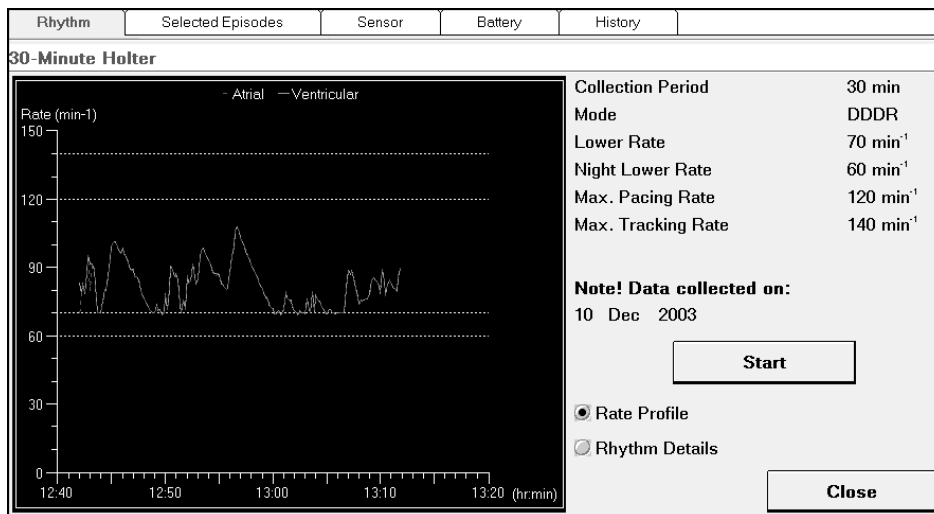 Rhythm Selected Episodes Sensor Battery History
30-Minute Holter
- Atrial —Ventricular
Rate (min-1)
150
120
90
60
30
0
12:40 12:50 13:00 13:10 13:20 (hr:min)
Collection Period 30 min
Mode DDDR
Lower Rate 70 min⁻¹
Night Lower Rate 60 min⁻¹
Max. Pacing Rate 120 min⁻¹
Max. Tracking Rate 140 min⁻¹
Note! Data collected on:
10 Dec 2003
Start
Rate Profile
Rhythm Details
Close